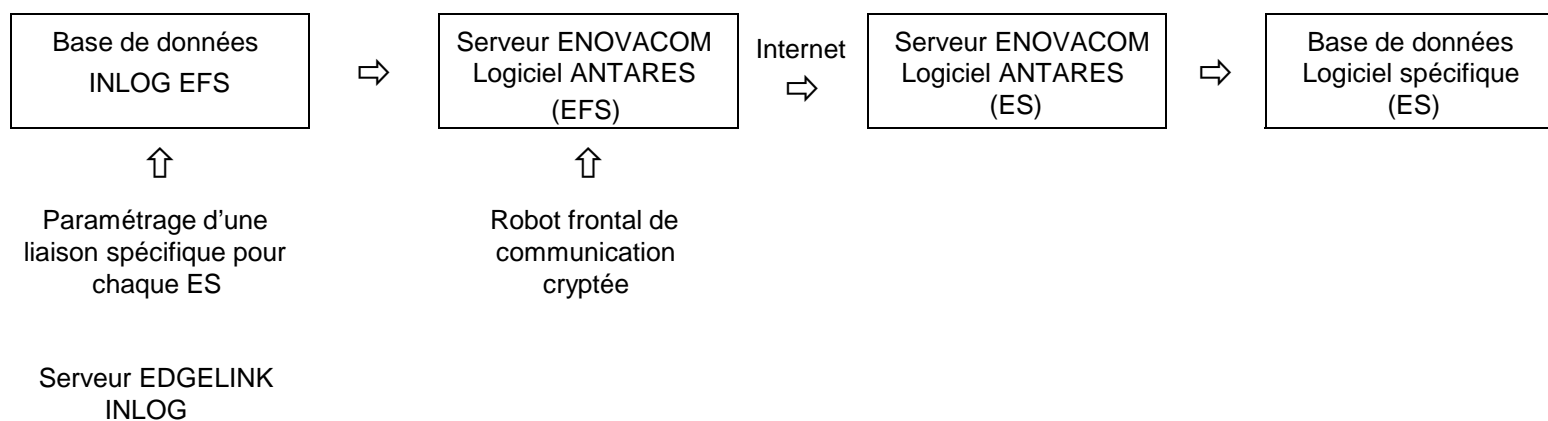 Base de données
INLOG EFS
⇨
Serveur ENOVACOM
Logiciel ANTARES
(EFS)
Internet
⇨
Serveur ENOVACOM
Logiciel ANTARES
(ES)
⇨
Base de données
Logiciel spécifique
(ES)
⇧
Paramétrage d’une
liaison spécifique pour
chaque ES
⇧
Robot frontal de
communication
cryptée
Serveur EDGELINK
INLOG